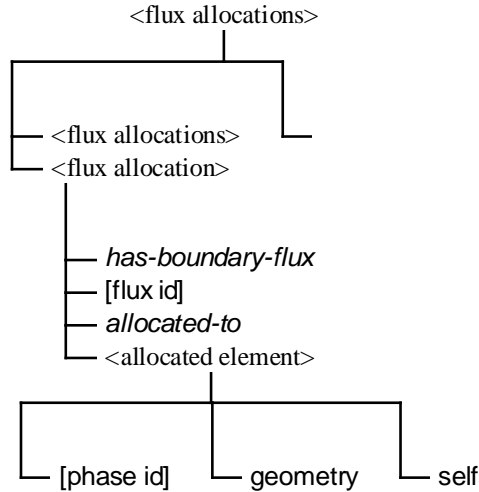 <flux allocations>
<flux allocations>
<flux allocation>
has-boundary-flux
[flux id]
allocated-to
<allocated element>
[phase id] geometry self